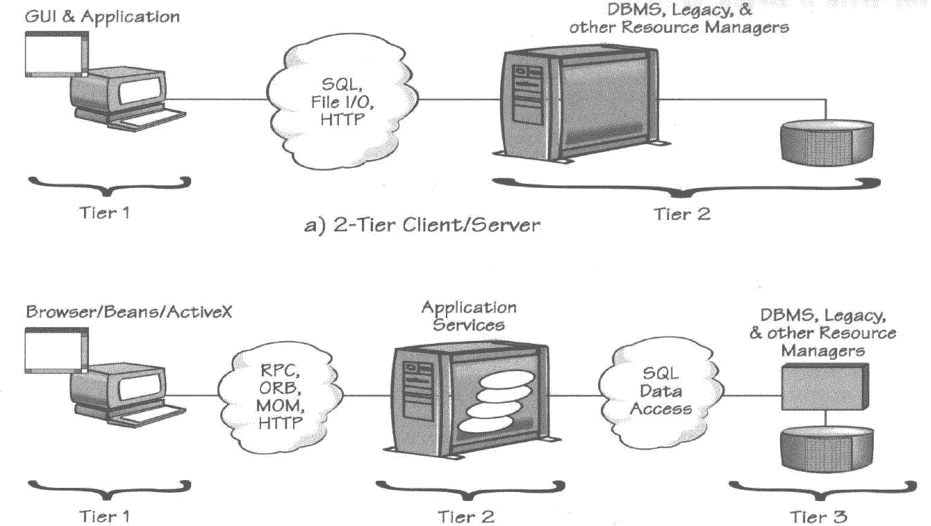 GUI & Application
DBMS, Legacy, &
other Resource Managers
SQL,
File I/O,
HTTP
Tier 1
Tier 2
a) 2-Tier Client/Server
Browser/Beans/ActiveX
Application
Services
DBMS, Legacy,
& other Resource
Managers
RPC,
ORB,
MOM,
HTTP
SQL
Data
Access
Tier 1
Tier 2
Tier 3